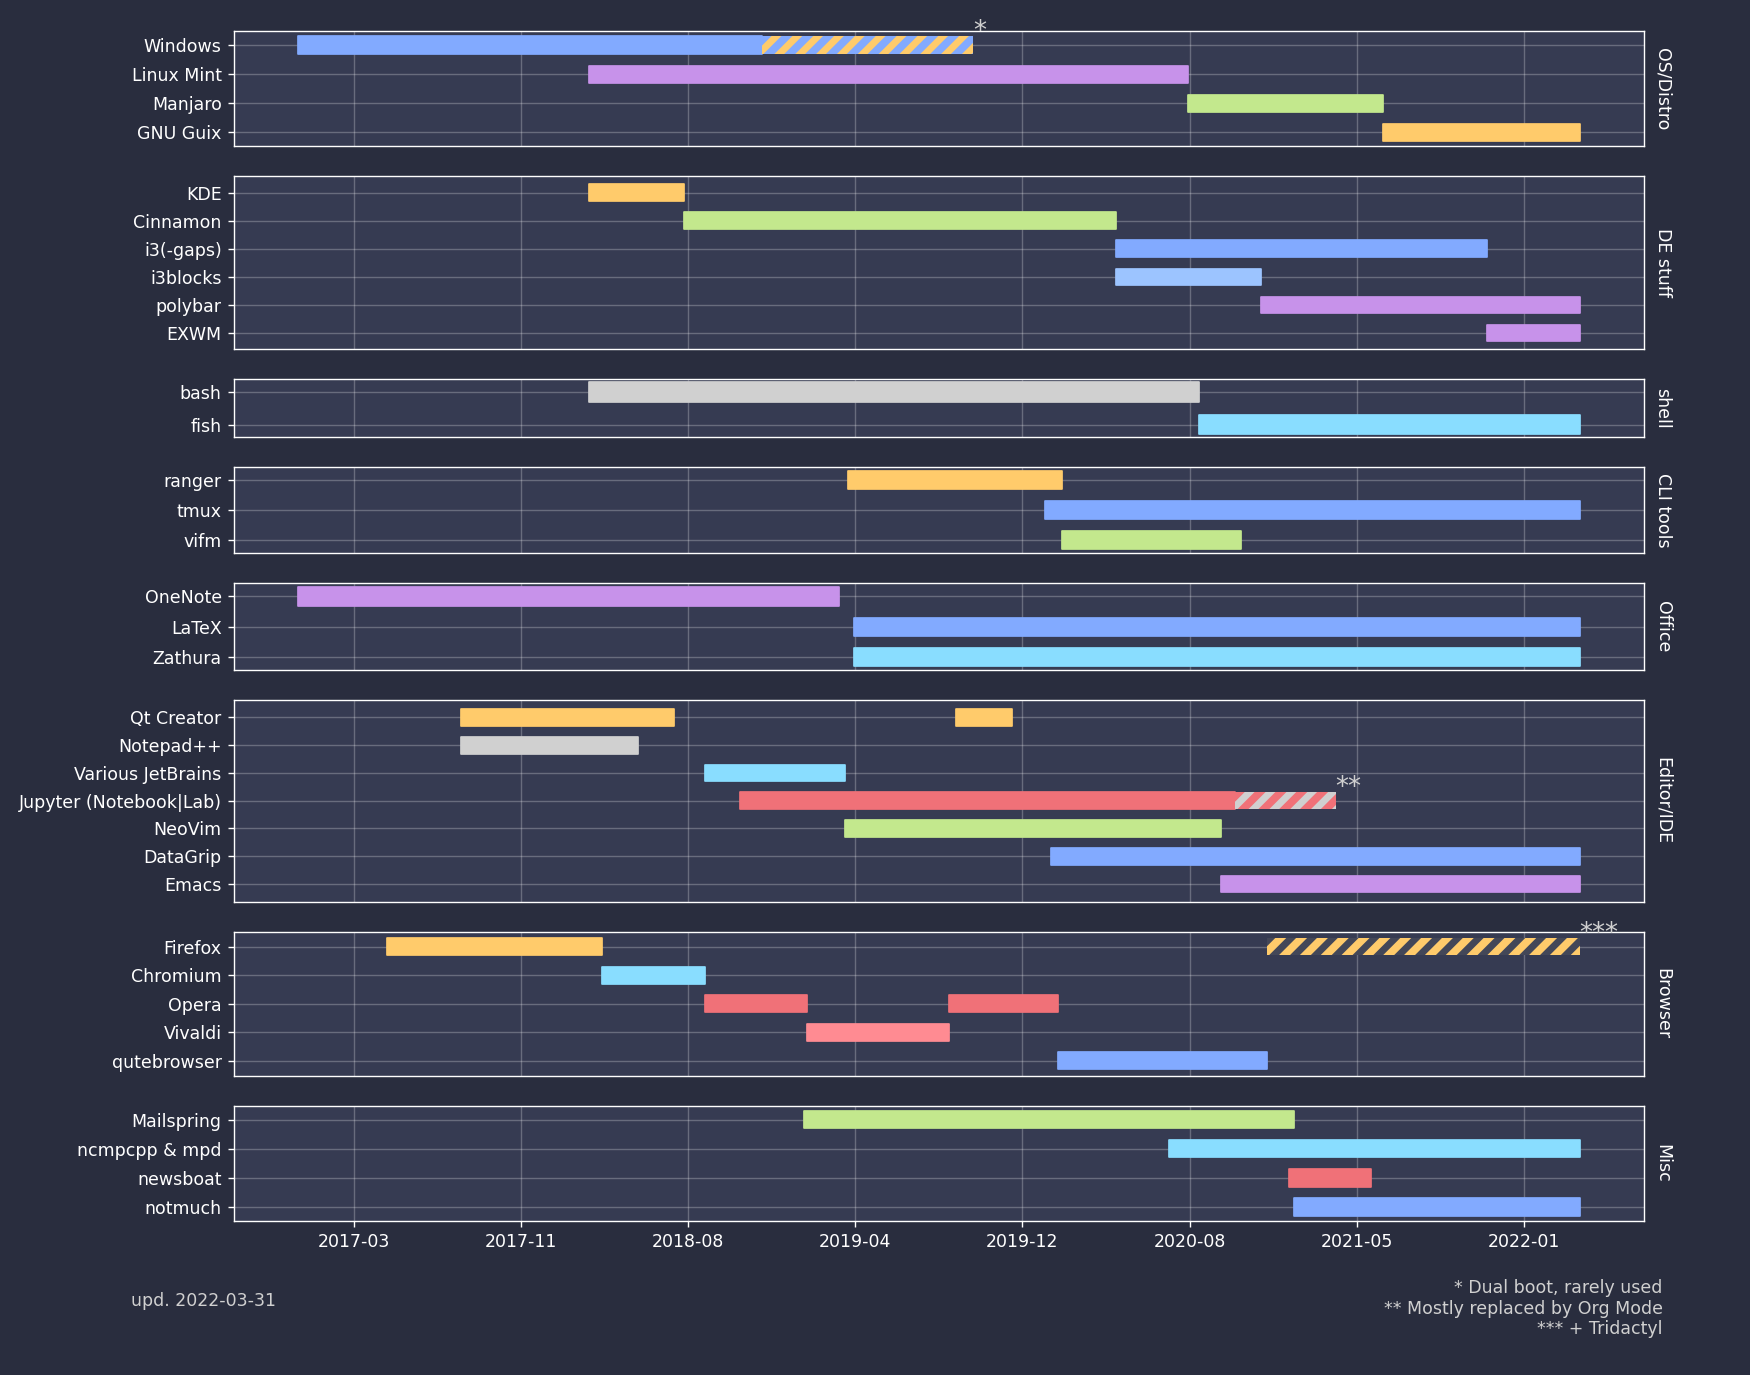 *
Windows
Linux Mint
Manjaro
GNU Guix
OS/Distro
KDE
Cinnamon
i3(-gaps)
i3blocks
polybar
EXWM
DE stuff
bash
fish
shell
ranger
tmux
vifm
CLI tools
OneNote
LaTeX
Zathura
Office
Qt Creator
Notepad++
Various JetBrains
**
Jupyter (Notebook|Lab)
NeoVim
DataGrip
Emacs
Editor/IDE
***
Firefox
Chromium
Opera
Vivaldi
qutebrowser
Browser
Mailspring
ncmpcpp & mpd
newsboat
notmuch
Misc
2017-03 2017-11 2018-08 2019-04 2019-12 2020-08 2021-05 2022-01
upd. 2022-03-31
* Dual boot, rarely used
** Mostly replaced by Org Mode
*** + Tridactyl